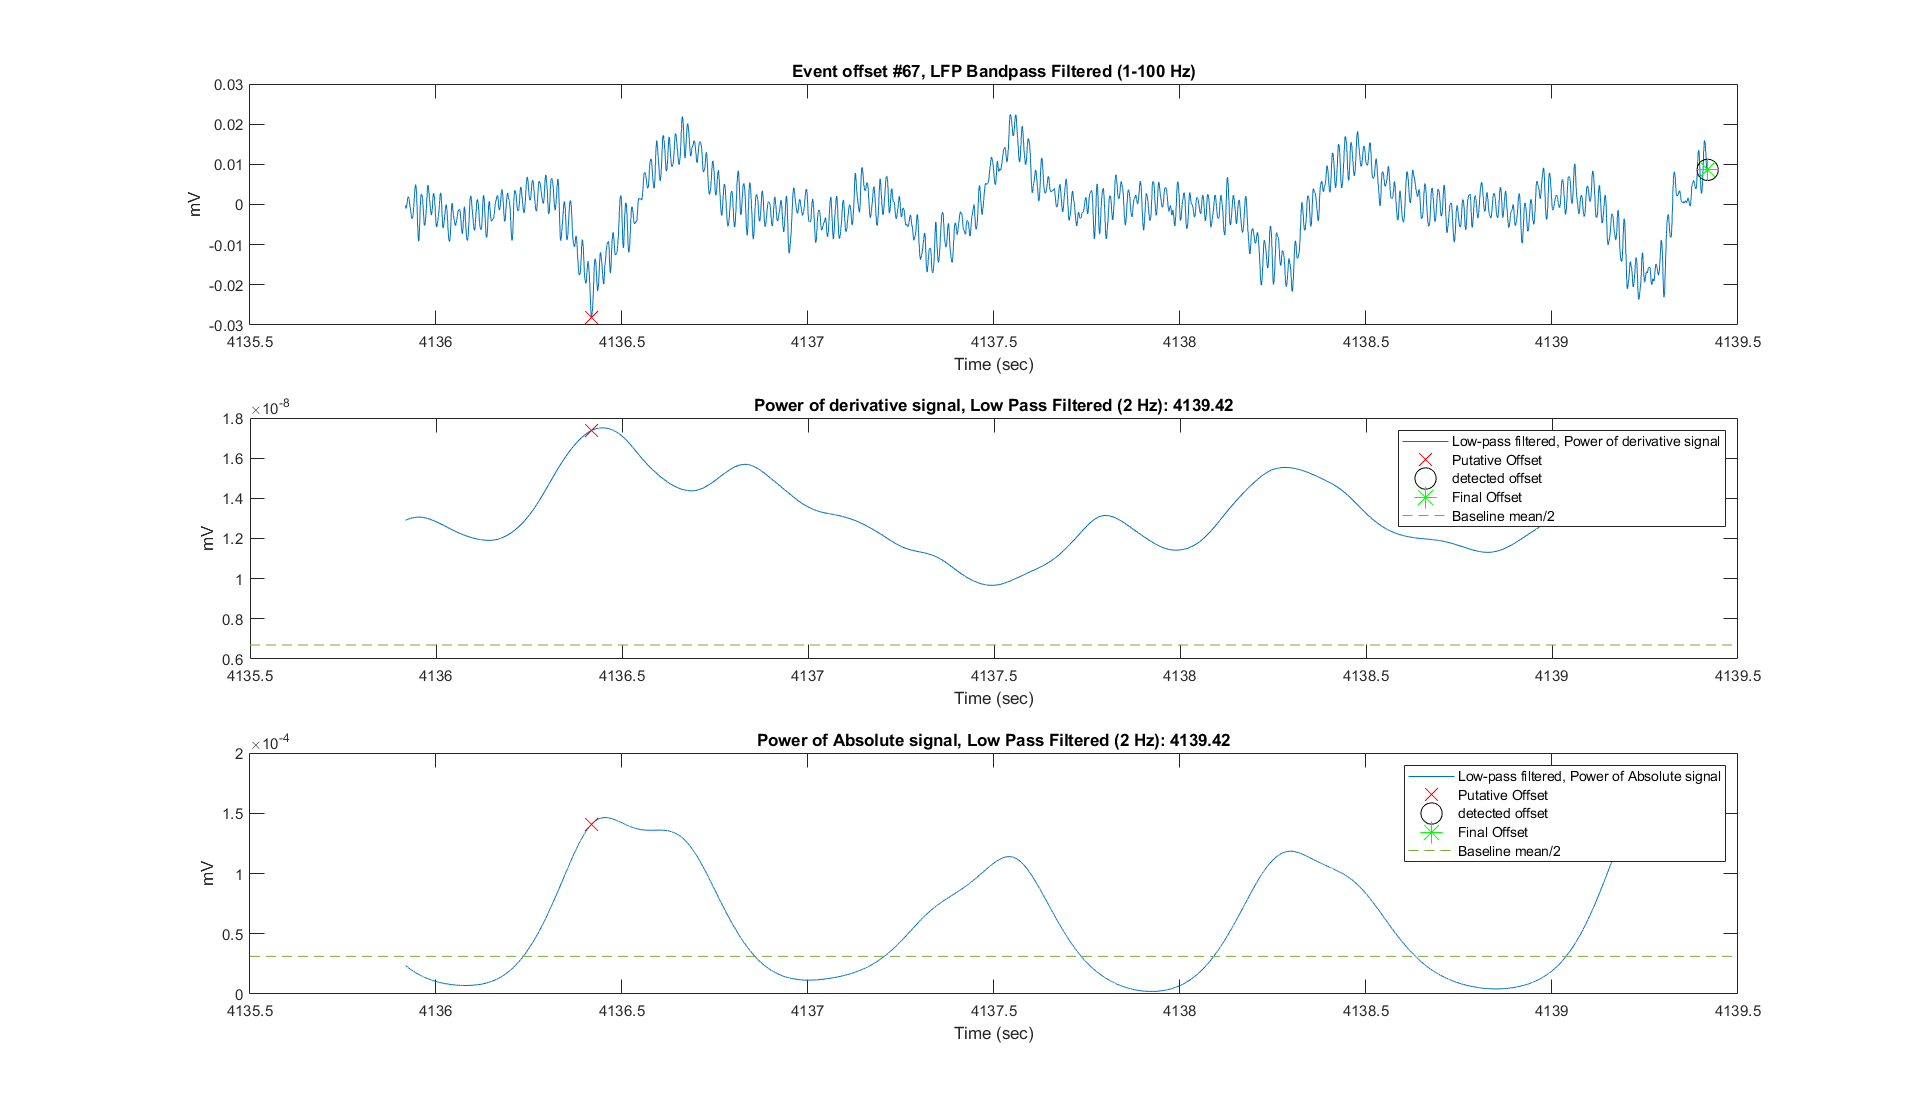 Event offset #67, LFP Bandpass Filtered (1-100 Hz)
0.03
0.02
0.01
0
-0.01
-0.02
-0.03
mV
4135.5 4136 4136.5 4137 4137.5 4138 4138.5 4139 4139.5
Time (sec)
Power of derivative signal, Low Pass Filtered (2 Hz): 4139.42
×10-8
1.8
1.6
1.4
1.2
1
0.8
0.6
mV
Low-pass filtered, Power of derivative signal
Putative Offset
detected offset
Final Offset
Baseline mean/2
4135.5 4136 4136.5 4137 4137.5 4138 4138.5 4139 4139.5
Time (sec)
Power of Absolute signal, Low Pass Filtered (2 Hz): 4139.42
×10-4
2
1.5
1
0.5
0
mV
Low-pass filtered, Power of Absolute signal
Putative Offset
detected offset
Final Offset
Baseline mean/2
4135.5 4136 4136.5 4137 4137.5 4138 4138.5 4139 4139.5
Time (sec)